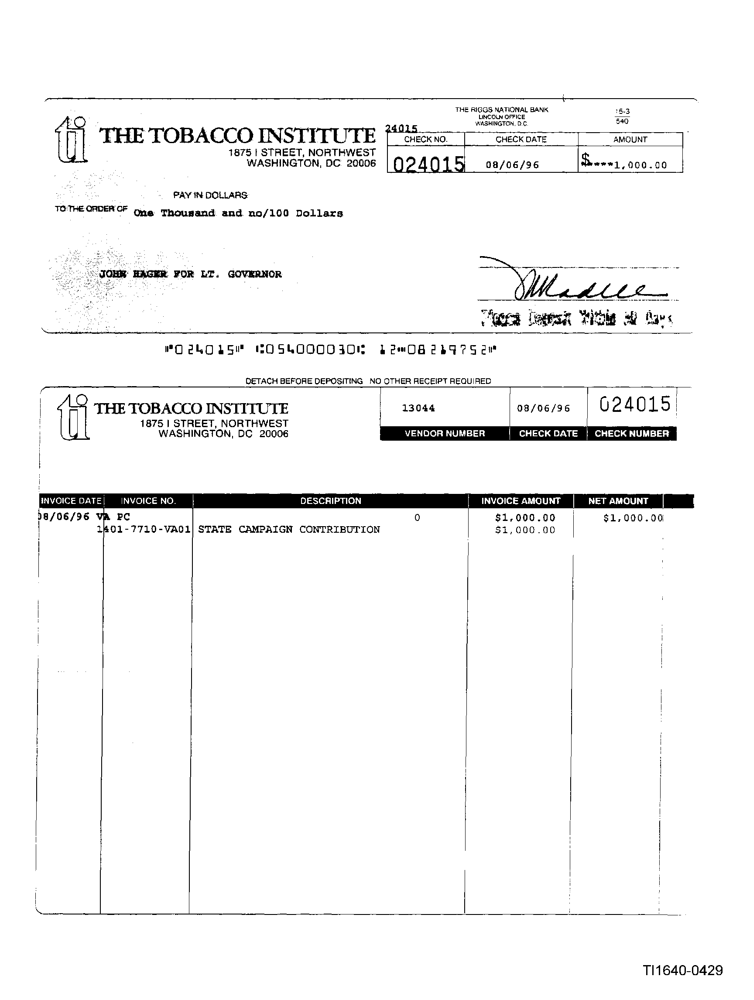 THE RIGGS NATIONAL BANK
LINCOLN OFFICE
WASHINGTON, D.C.
15-3
540
ti
THE TOBACCO INSTITUTE
1875 I STREET, NORTHWEST
WASHINGTON, DC 20006
24015
CHECK NO. CHECK DATE AMOUNT
024015 08/06/96 $****1,000.00
PAY IN DOLLARS
TO THE ORDER OF One Thousand and no/100 Dollars
JOHN HAGER FOR LT. GOVERNOR
Please Deposit Within 30 Days
⑈024015⑈ ⑆054000030⑆ 12⑉08219752⑈
DETACH BEFORE DEPOSITING NO OTHER RECEIPT REQUIRED
ti
THE TOBACCO INSTITUTE
1875 I STREET, NORTHWEST
WASHINGTON, DC 20006
13044 08/06/96 024015
VENDOR NUMBER CHECK DATE CHECK NUMBER
INVOICE DATE INVOICE NO. DESCRIPTION INVOICE AMOUNT NET AMOUNT
08/06/96 VA PC 0 $1,000.00 $1,000.00
1401-7710-VA01 STATE CAMPAIGN CONTRIBUTION $1,000.00
TI1640-0429